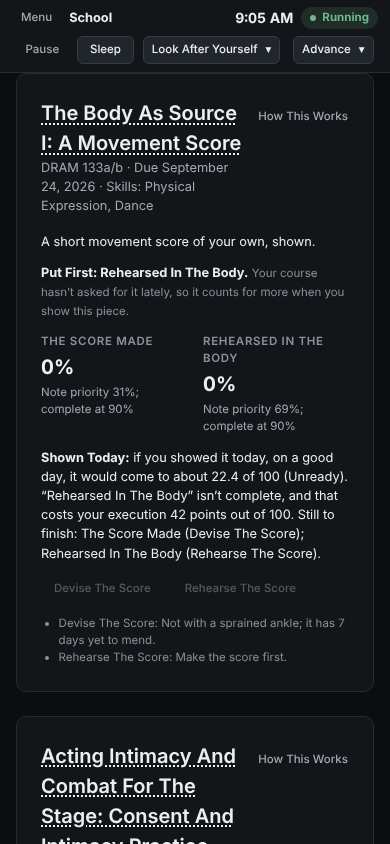 Menu School 9:05 AM Running
Pause Sleep Look After Yourself ▾ Advance ▾
The Body As Source How This Works
I: A Movement Score
DRAM 133a/b · Due September
24, 2026 · Skills: Physical
Expression, Dance
A short movement score of your own, shown.
Put First: Rehearsed In The Body. Your course
hasn't asked for it lately, so it counts for more when you
show this piece.
THE SCORE MADE
0%
Note priority 31%;
complete at 90%
REHEARSED IN THE
BODY
0%
Note priority 69%;
complete at 90%
Shown Today: if you showed it today, on a good
day, it would come to about 22.4 of 100 (Unready).
“Rehearsed In The Body” isn’t complete, and that
costs your execution 42 points out of 100. Still to
finish: The Score Made (Devise The Score);
Rehearsed In The Body (Rehearse The Score).
Devise The Score Rehearse The Score
• Devise The Score: Not with a sprained ankle; it has 7
days yet to mend.
• Rehearse The Score: Make the score first.
Acting Intimacy And How This Works
Combat For The
Stage: Consent And
Intimacy Practice